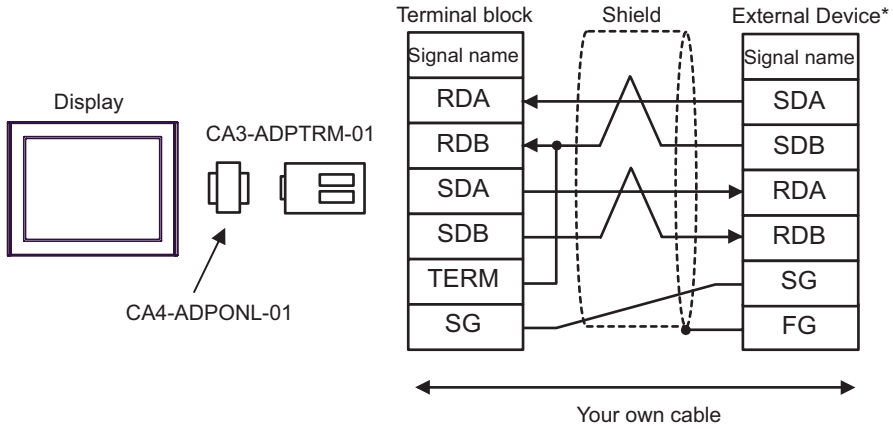 Terminal block Shield External Device*
Signal name Signal name
RDA SDA
RDB SDB
SDA RDA
SDB RDB
TERM SG
SG FG
Display
CA3-ADPTRM-01
CA4-ADPONL-01
Your own cable